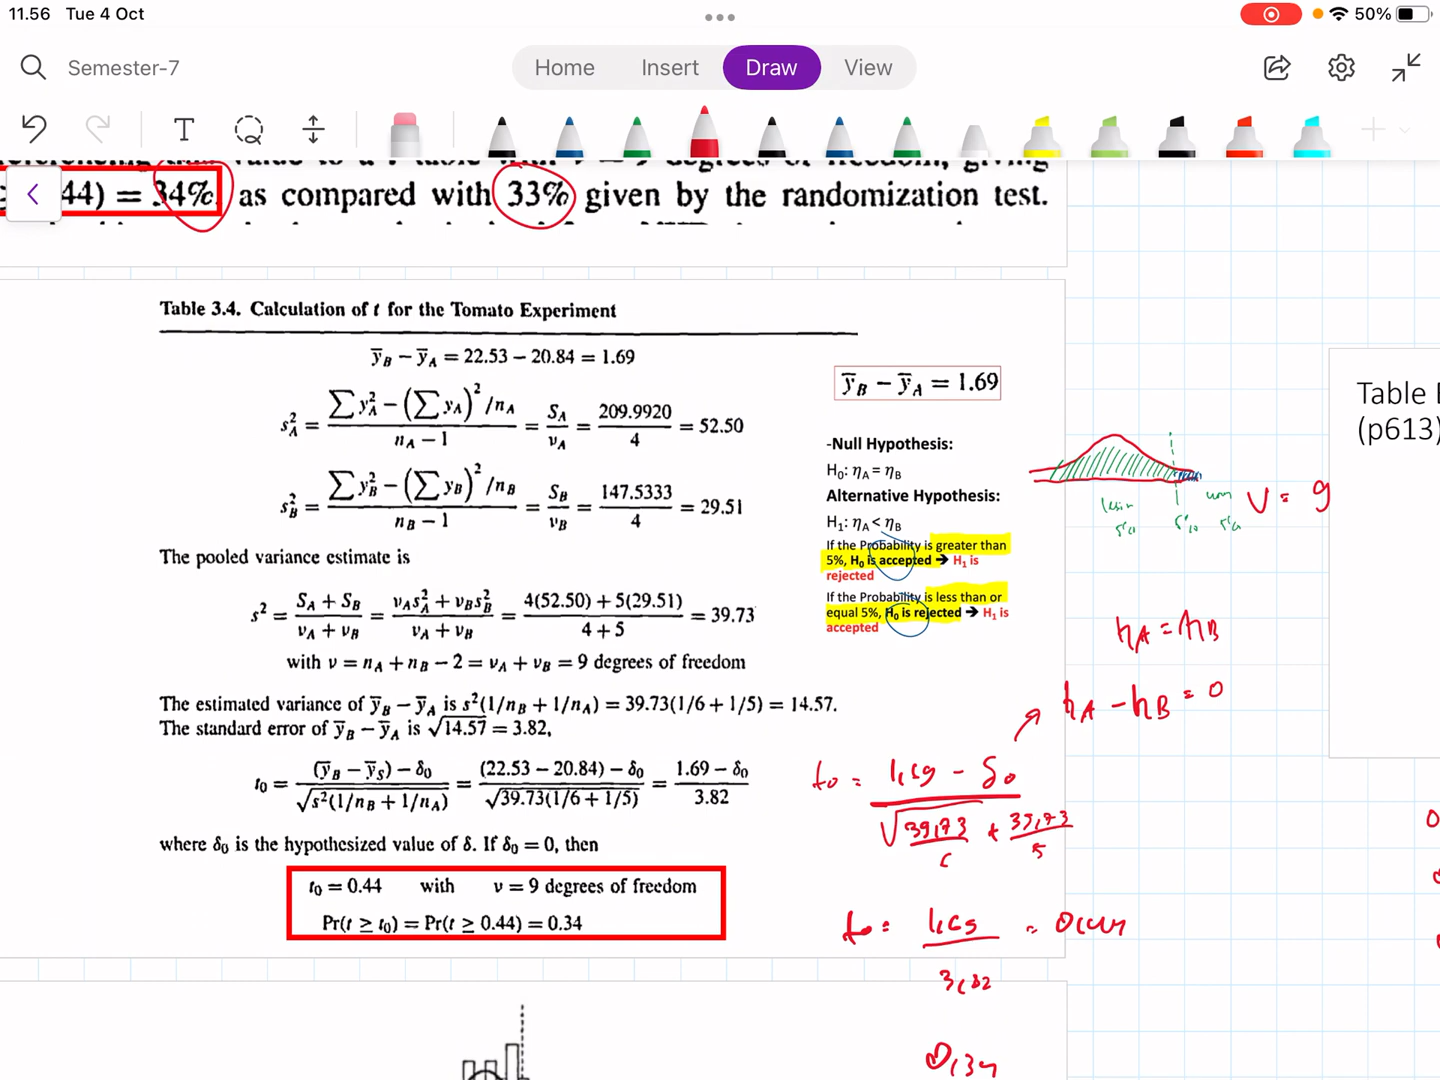 11.56 Tue 4 Oct
50%
Semester-7
Home Insert Draw View
T
44) = 34% as compared with 33% given by the randomization test.
Table 3.4. Calculation of t for the Tomato Experiment
ȳ_B − ȳ_A = 22.53 − 20.84 = 1.69
s_A² = (∑ y_A² − (∑ y_A)² / n_A) / (n_A − 1) = S_A / ν_A = 209.9920 / 4 = 52.50
s_B² = (∑ y_B² − (∑ y_B)² / n_B) / (n_B − 1) = S_B / ν_B = 147.5333 / 4 = 29.51
The pooled variance estimate is
s² = (S_A + S_B) / (ν_A + ν_B) = (ν_A s_A² + ν_B s_B²) / (ν_A + ν_B) = (4(52.50) + 5(29.51)) / (4 + 5) = 39.73
with ν = n_A + n_B − 2 = ν_A + ν_B = 9 degrees of freedom
The estimated variance of ȳ_B − ȳ_A is s²(1/n_B + 1/n_A) = 39.73(1/6 + 1/5) = 14.57.
The standard error of ȳ_B − ȳ_A is √14.57 = 3.82,
t₀ = ((ȳ_B − ȳ_S) − δ₀) / √(s²(1/n_B + 1/n_A)) = ((22.53 − 20.84) − δ₀) / √(39.73(1/6 + 1/5)) = (1.69 − δ₀) / 3.82
where δ₀ is the hypothesized value of δ. If δ₀ = 0, then
t₀ = 0.44 with ν = 9 degrees of freedom
Pr(t ≥ t₀) = Pr(t ≥ 0.44) = 0.34
ȳ_B − ȳ_A = 1.69
-Null Hypothesis:
H₀: η_A = η_B
Alternative Hypothesis:
H₁: η_A < η_B
If the Probability is greater than
5%, H₀ is accepted ➔ H₁ is
rejected
If the Probability is less than or
equal 5%, H₀ is rejected ➔ H₁ is
accepted
V = 9
η_A = η_B
η_A − η_B = 0
t₀ = (1,69 − δ₀) / √(39,73/6 + 39,73/5)
t₀ = 1,69 / 3,82 = 0,44
0,34
Table
(p613)